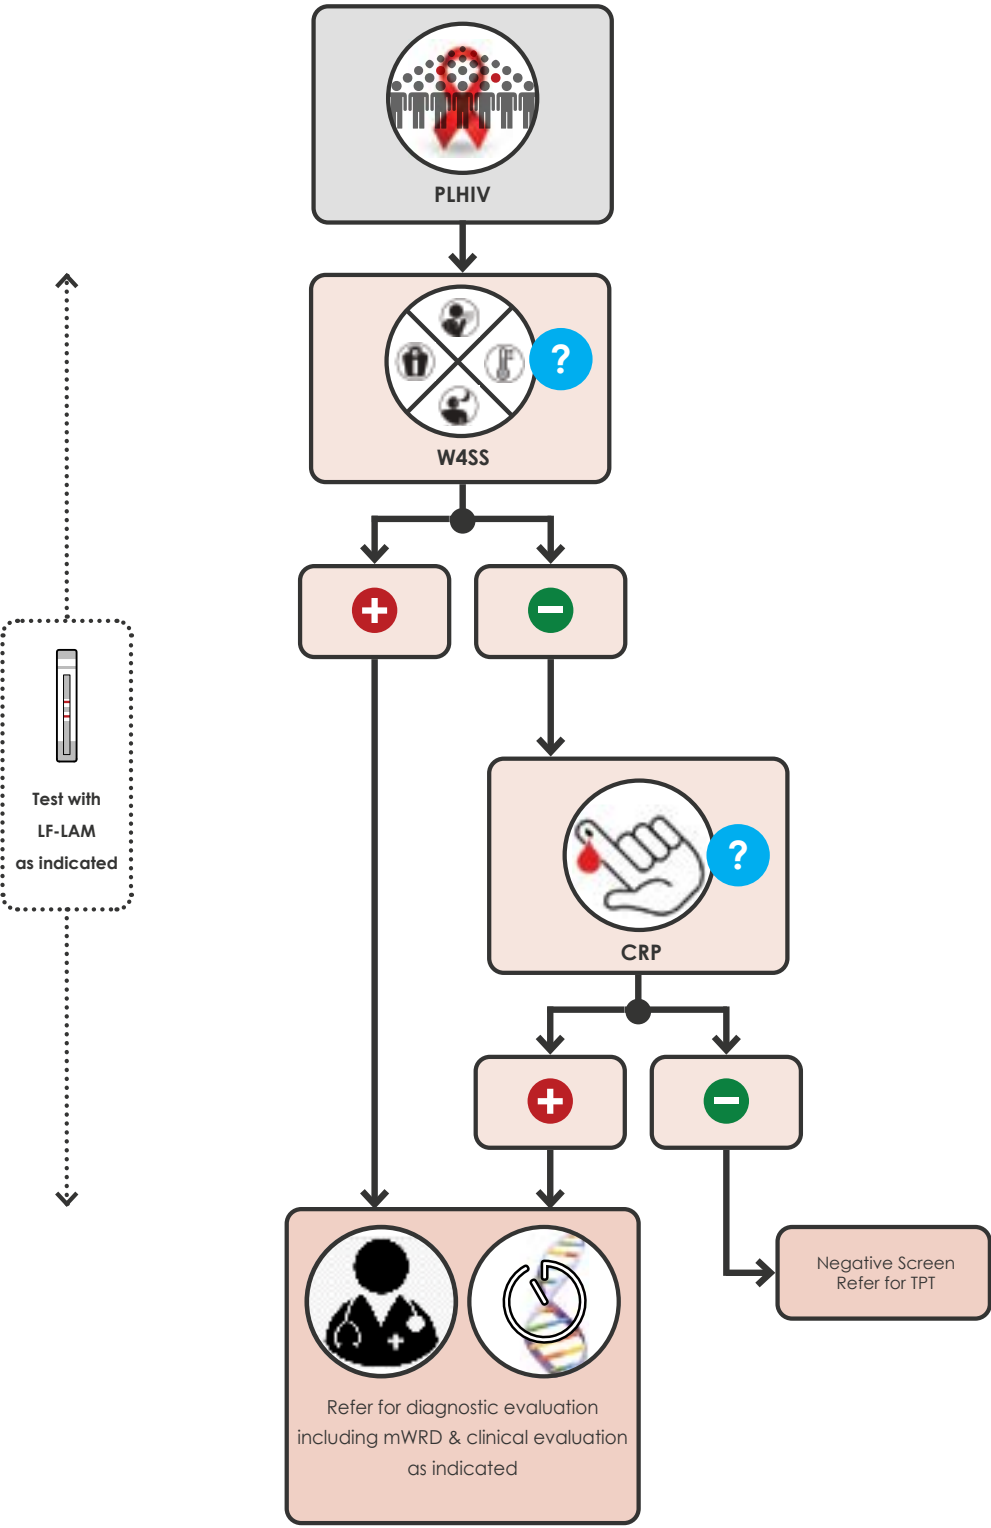 PLHIV
?
W4SS
Test with
LF-LAM
as indicated
?
CRP
Negative Screen
Refer for TPT
Refer for diagnostic evaluation
including mWRD & clinical evaluation
as indicated